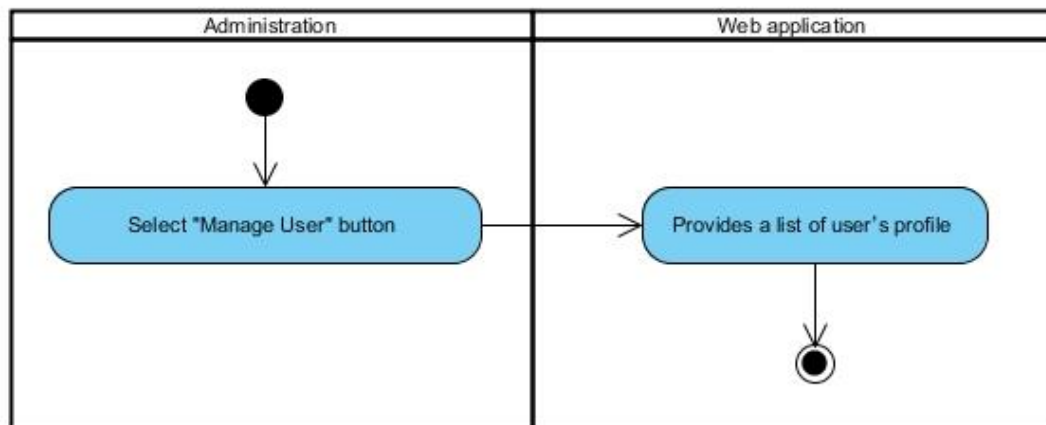 Administration
Web application
Select "Manage User" button
Provides a list of user’s profile